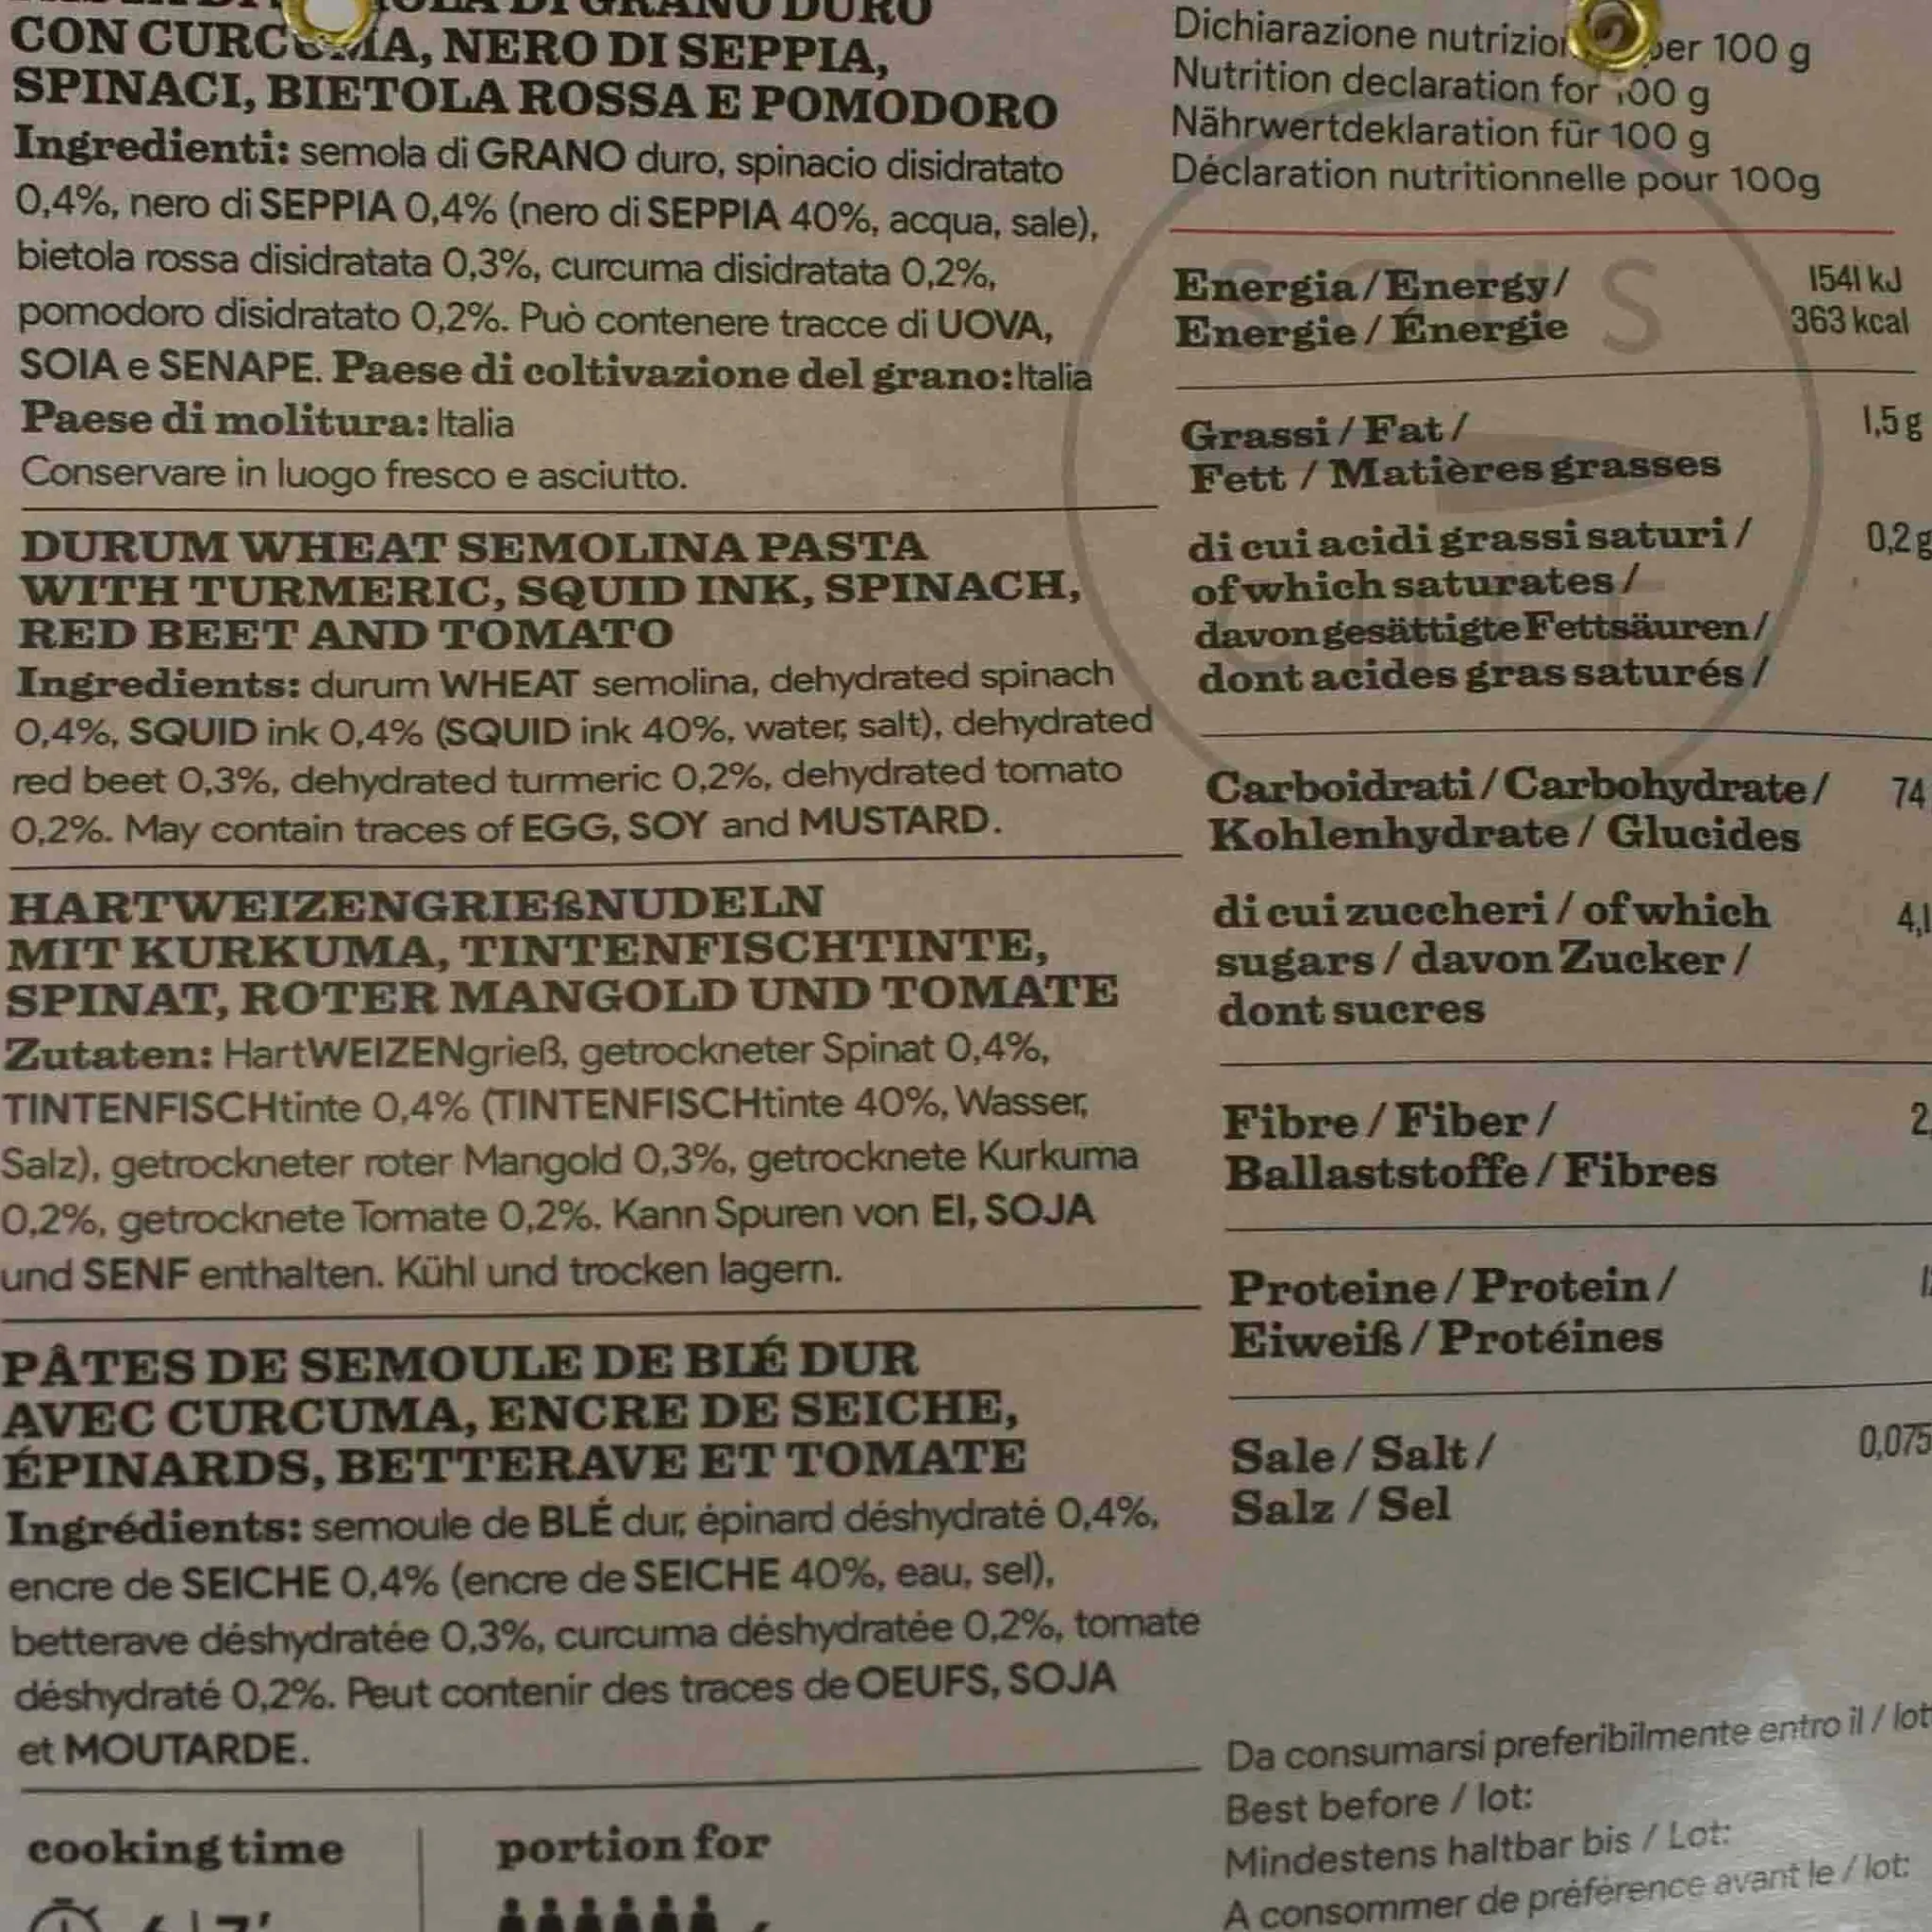 CON CURCUMA, NERO DI SEPPIA,
SPINACI, BIETOLA ROSSA E POMODORO
Ingredienti: semola di GRANO duro, spinacio disidratato
0,4%, nero di SEPPIA 0,4% (nero di SEPPIA 40%, acqua, sale),
bietola rossa disidratata 0,3%, curcuma disidratata 0,2%,
pomodoro disidratato 0,2%. Può contenere tracce di UOVA,
SOIA e SENAPE. Paese di coltivazione del grano: Italia
Paese di molitura: Italia
Conservare in luogo fresco e asciutto.
DURUM WHEAT SEMOLINA PASTA
WITH TURMERIC, SQUID INK, SPINACH,
RED BEET AND TOMATO
Ingredients: durum WHEAT semolina, dehydrated spinach
0,4%, SQUID ink 0,4% (SQUID ink 40%, water, salt), dehydrated
red beet 0,3%, dehydrated turmeric 0,2%, dehydrated tomato
0,2%. May contain traces of EGG, SOY and MUSTARD.
HARTWEIZENGRIEßNUDELN
MIT KURKUMA, TINTENFISCHTINTE,
SPINAT, ROTER MANGOLD UND TOMATE
Zutaten: HartWEIZENgrieß, getrockneter Spinat 0,4%,
TINTENFISCHtinte 0,4% (TINTENFISCHtinte 40%, Wasser,
Salz), getrockneter roter Mangold 0,3%, getrocknete Kurkuma
0,2%, getrocknete Tomate 0,2%. Kann Spuren von EI, SOJA
und SENF enthalten. Kühl und trocken lagern.
PÂTES DE SEMOULE DE BLÉ DUR
AVEC CURCUMA, ENCRE DE SEICHE,
ÉPINARDS, BETTERAVE ET TOMATE
Ingrédients: semoule de BLÉ dur, épinard déshydraté 0,4%,
encre de SEICHE 0,4% (encre de SEICHE 40%, eau, sel),
betterave déshydratée 0,3%, curcuma déshydratée 0,2%, tomate
déshydraté 0,2%. Peut contenir des traces de OEUFS, SOJA
et MOUTARDE.
cooking time
portion for
Dichiarazione per 100 g
Nutrition declaration for 100 g
Nährwertdeklaration für 100 g
Déclaration nutritionnelle pour 100g
Energia / Energy / 1541 kJ
Energie / Énergie 363 kcal
Grassi / Fat / 1,5 g
Fett / Matières grasses
di cui acidi grassi saturi / 0,2 g
of which saturates /
davon gesättigte Fettsäuren /
dont acides gras saturés /
Carboidrati / Carbohydrate / 74
Kohlenhydrate / Glucides
di cui zuccheri / of which 4,1
sugars / davon Zucker /
dont sucres
Fibre / Fiber / 2,
Ballaststoffe / Fibres
Proteine / Protein /
Eiweiß / Protéines
Sale / Salt / 0,075
Salz / Sel
Da consumarsi preferibilmente entro il / lot
Best before / lot:
Mindestens haltbar bis / Lot:
A consommer de préférence avant le / lot: